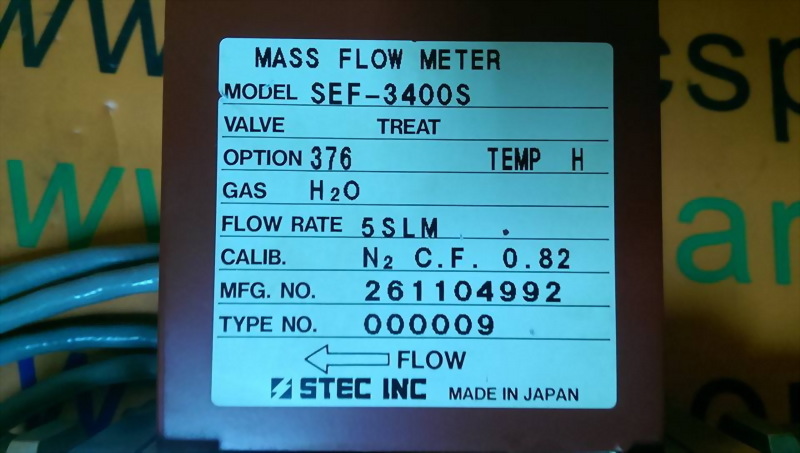 MASS FLOW METER
MODEL SEF-3400S
VALVE TREAT
OPTION 376 TEMP H
GAS H₂O
FLOW RATE 5SLM
CALIB. N₂ C.F. 0.82
MFG. NO. 261104992
TYPE NO. 000009
FLOW
STEC INC MADE IN JAPAN